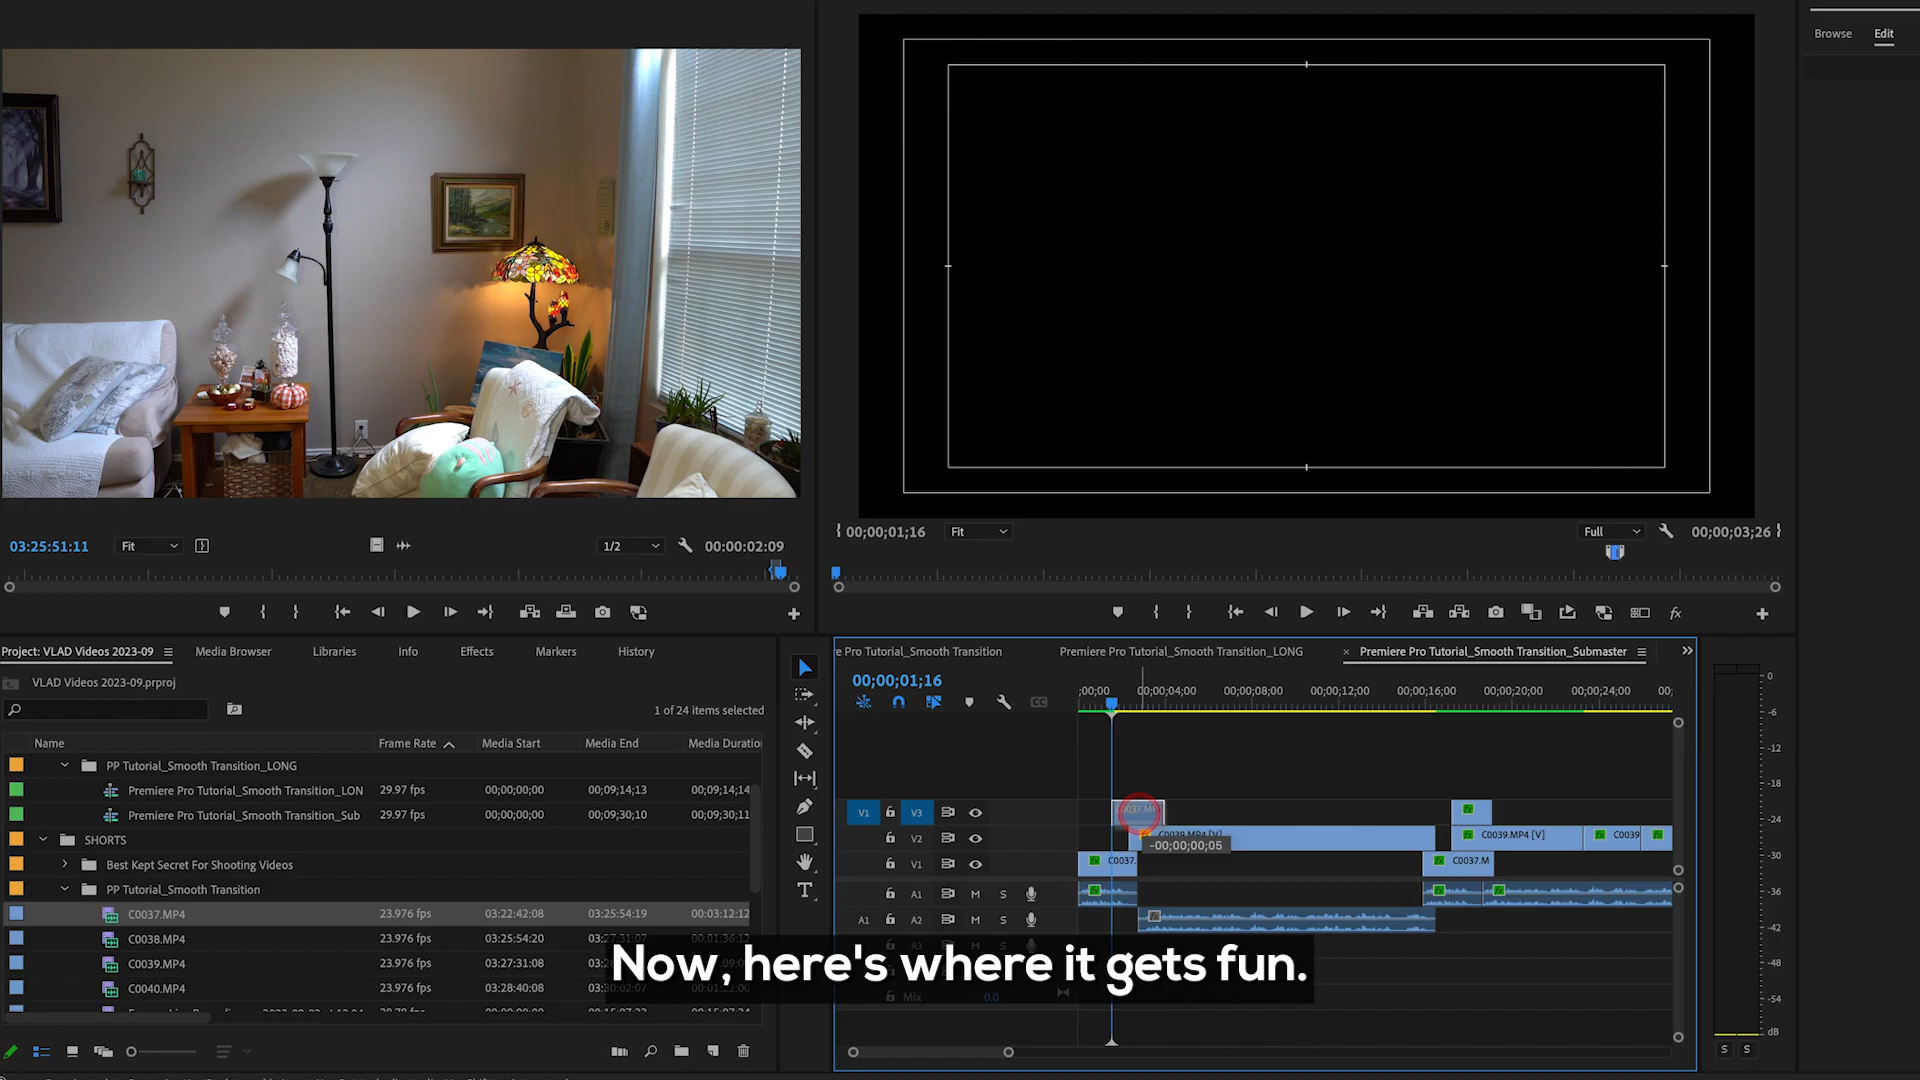 Browse Edit
03:25:51:11 Fit 1/2 00:00:02:09
00;00;01;16 Fit Full 00;00;03;26
Project: VLAD Videos 2023-09 Media Browser Libraries Info Effects Markers History
VLAD Videos 2023-09.prproj
1 of 24 items selected
Name Frame Rate Media Start Media End Media Duration
PP Tutorial_Smooth Transition_LONG
Premiere Pro Tutorial_Smooth Transition_LON 29.97 fps 00;00;00;00 00;09;14;13 00;09;14;14
Premiere Pro Tutorial_Smooth Transition_Sub 29.97 fps 00;00;00;00 00;09;30;10 00;09;30;11
SHORTS
Best Kept Secret For Shooting Videos
PP Tutorial_Smooth Transition
C0037.MP4 23.976 fps 03:22:42:08 03:25:54:19 00:03:12:12
C0038.MP4 23.976 fps 03:25:54:20 03:27:31:07 00:01:36:12
C0039.MP4 23.976 fps 03:27:31:08
C0040.MP4 23.976 fps 03:28:40:08
e Pro Tutorial_Smooth Transition Premiere Pro Tutorial_Smooth Transition_LONG × Premiere Pro Tutorial_Smooth Transition_Submaster
00;00;01;16
;00;00 00;00;04;00 00;00;08;00 00;00;12;00 00;00;16;00 00;00;20;00 00;00;24;00 00;
V1 V3
V2 C0039.MP4 [V] C0039.MP4 [V] C0039
-00;00;00;05
V1 C0037. C0037.M
A1 M S
A1 A2 M S
A3 M S
Mix 0.0
Now, here's where it gets fun.
0
-6
-12
-18
-24
-30
-36
-42
-48
-54
dB
S S